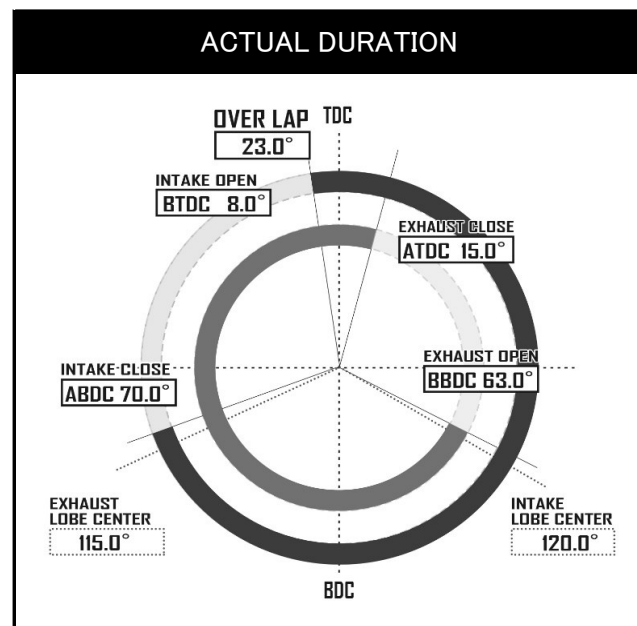 ACTUAL DURATION
OVER LAP
23.0°
TDC
INTAKE OPEN
BTDC 8.0°
EXHAUST CLOSE
ATDC 15.0°
INTAKE CLOSE
ABDC 70.0°
EXHAUST OPEN
BBDC 63.0°
EXHAUST
LOBE CENTER
115.0°
INTAKE
LOBE CENTER
120.0°
BDC